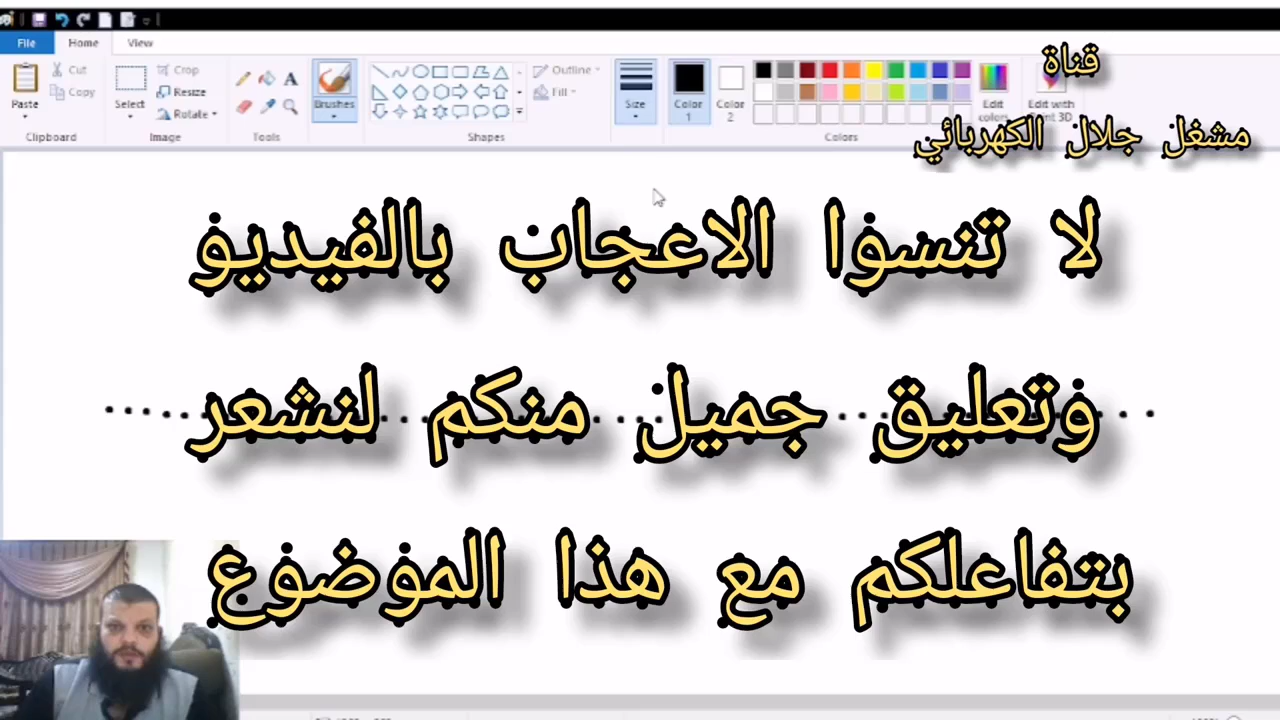 File
Home
View
قناة
Paste
Cut
Copy
Clipboard
Select
Crop
Resize
Rotate
Image
Tools
Brushes
Shapes
Outline
Fill
Size
Color 1
Color 2
Colors
Edit colors
Edit with
مشغل جلال الكهربائي
لا تنسوا الاعجاب بالفيديو
وتعليق جميل منكم لنشعر
بتفاعلكم مع هذا الموضوع